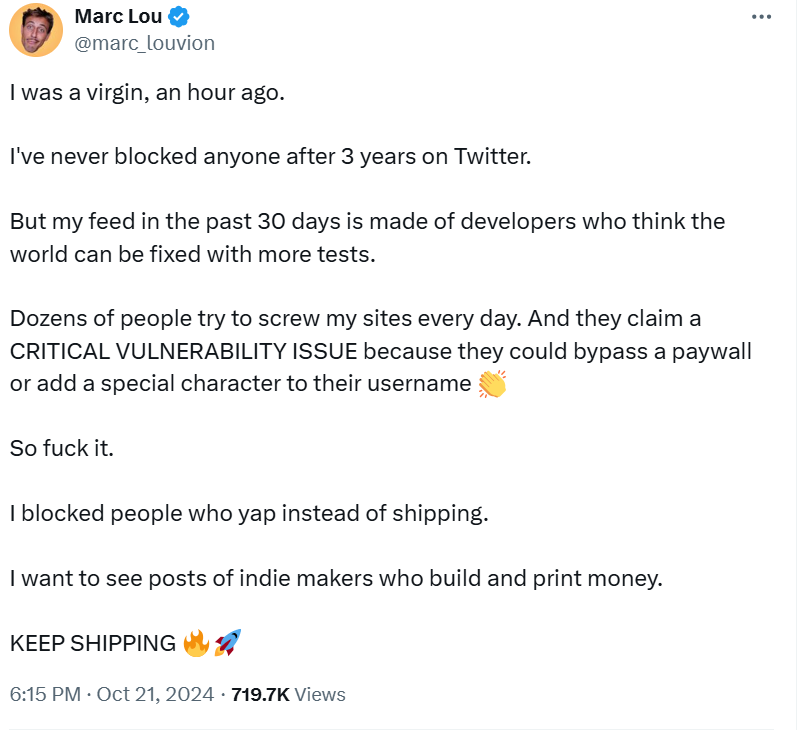 Marc Lou
@marc_louvion
I was a virgin, an hour ago.
I've never blocked anyone after 3 years on Twitter.
But my feed in the past 30 days is made of developers who think the
world can be fixed with more tests.
Dozens of people try to screw my sites every day. And they claim a
CRITICAL VULNERABILITY ISSUE because they could bypass a paywall
or add a special character to their username 👏
So fuck it.
I blocked people who yap instead of shipping.
I want to see posts of indie makers who build and print money.
KEEP SHIPPING 🔥🚀
6:15 PM · Oct 21, 2024 · 719.7K Views